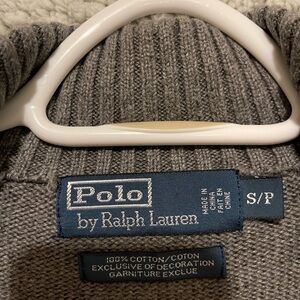 Polo
by Ralph Lauren
MADE IN
CHINA
FAIT EN
CHINE
S/P
100% COTTON/COTON
EXCLUSIVE OF DECORATION
GARNITURE EXCLUE